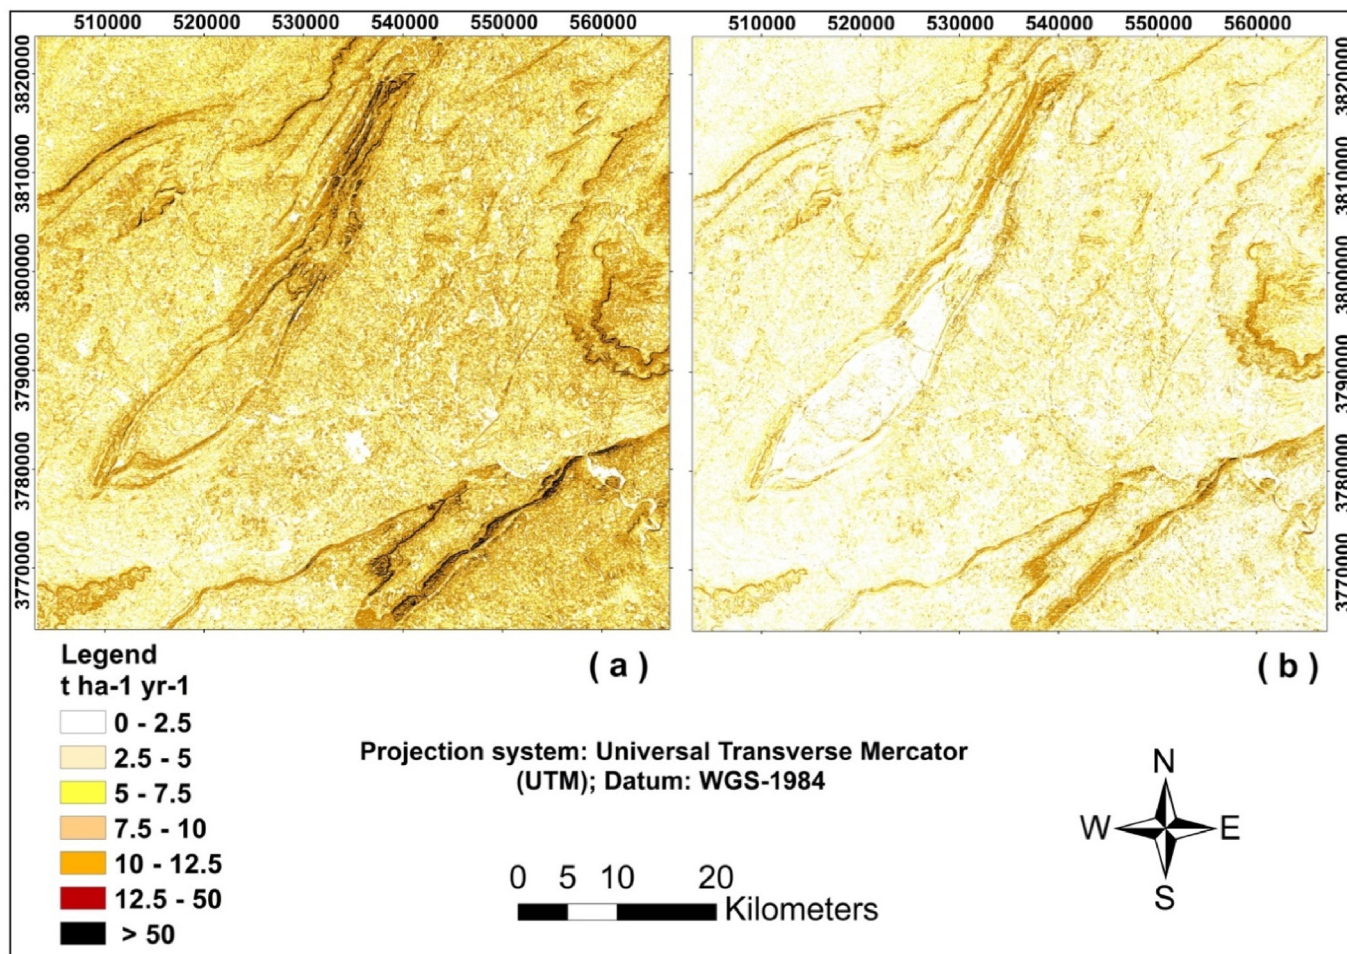 510000 520000 530000 540000 550000 560000
510000 520000 530000 540000 550000 560000
3820000
3810000
3800000
3790000
3780000
3770000
3820000
3810000
3800000
3790000
3780000
3770000
( a )
( b )
Legend
t ha-1 yr-1
0 - 2.5
2.5 - 5
5 - 7.5
7.5 - 10
10 - 12.5
12.5 - 50
> 50
Projection system: Universal Transverse Mercator
(UTM); Datum: WGS-1984
0 5 10 20
Kilometers
N
W E
S